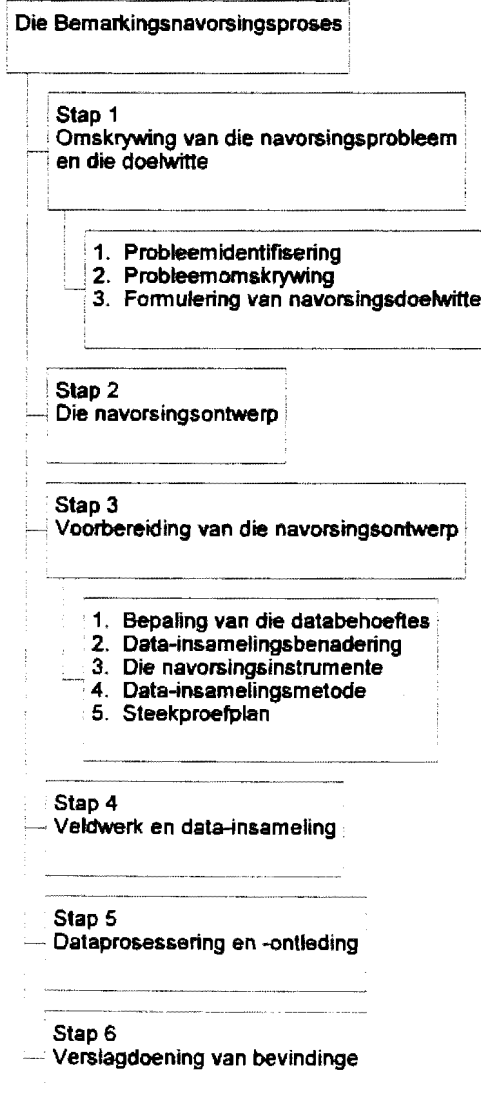 Die Bemarkingsnavorsingsproses
Stap 1
Omskrywing van die navorsingsprobleem
en die doelwitte
1. Probleemidentifisering
2. Probleemomskrywing
3. Formulering van navorsingsdoelwitte
Stap 2
Die navorsingsontwerp
Stap 3
Voorbereiding van die navorsingsontwerp
1. Bepaling van die databehoeftes
2. Data-insamelingsbenadering
3. Die navorsingsinstrumente
4. Data-insamelingsmetode
5. Steekproefplan
Stap 4
Veldwerk en data-insameling
Stap 5
Dataprosessering en -ontleding
Stap 6
Verslagdoening van bevindinge